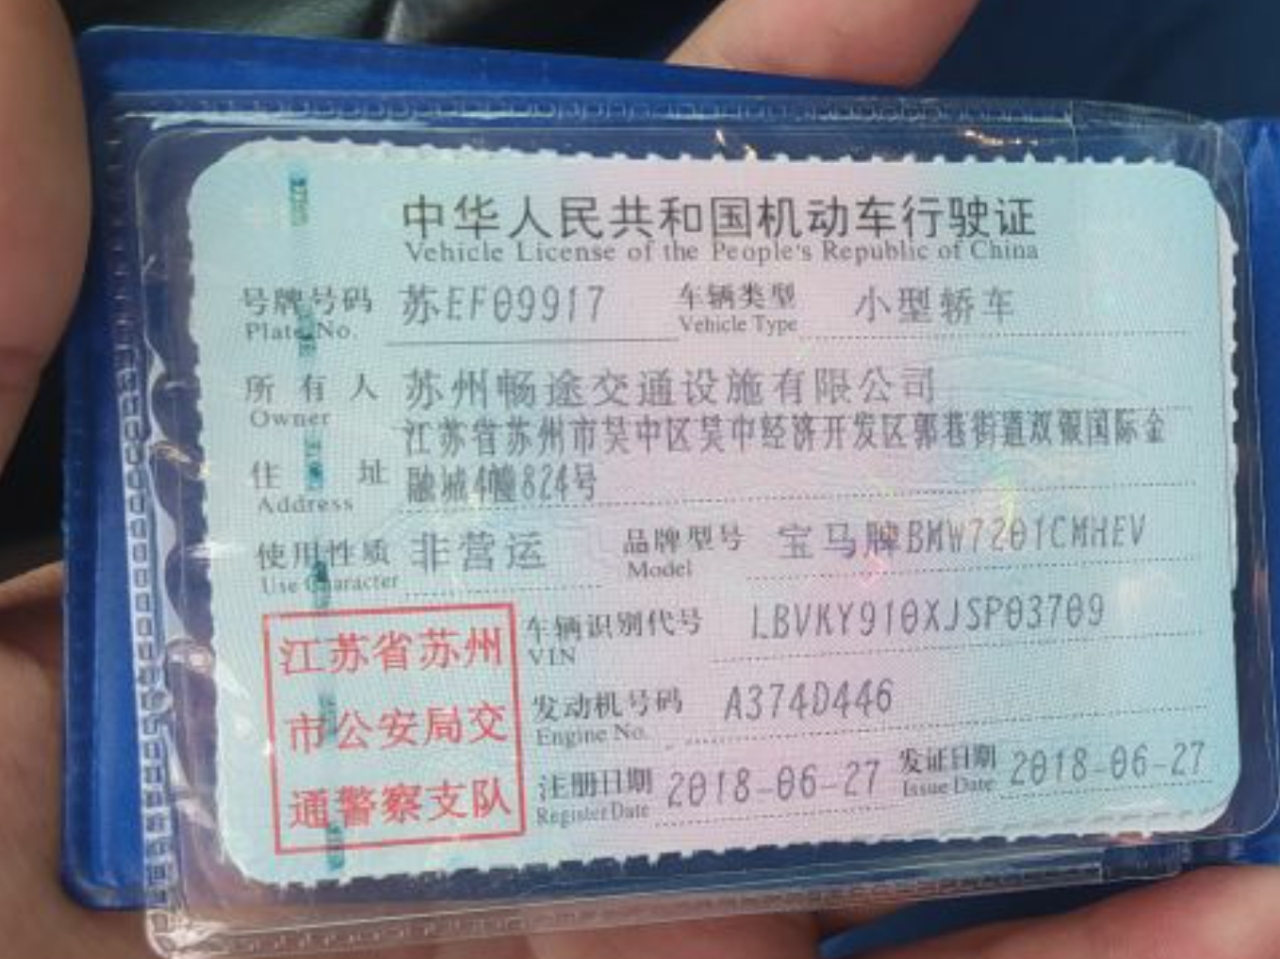 中华人民共和国机动车行驶证
Vehicle License of the People's Republic of China
号牌号码 苏EF09917 车辆类型 小型轿车
Plate No. Vehicle Type
所有人 苏州畅途交通设施有限公司
Owner
江苏省苏州市吴中区吴中经济开发区郭巷街道双银国际金
住址 融城4幢824号
Address
使用性质 非营运 品牌型号 宝马牌BMW7201CMHEV
Use Character Model
车辆识别代号 LBVKY910XJSP03709
VIN
发动机号码 A374D446
Engine No.
注册日期 2018-06-27 发证日期 2018-06-27
Register Date Issue Date
江苏省苏州
市公安局交
通警察支队